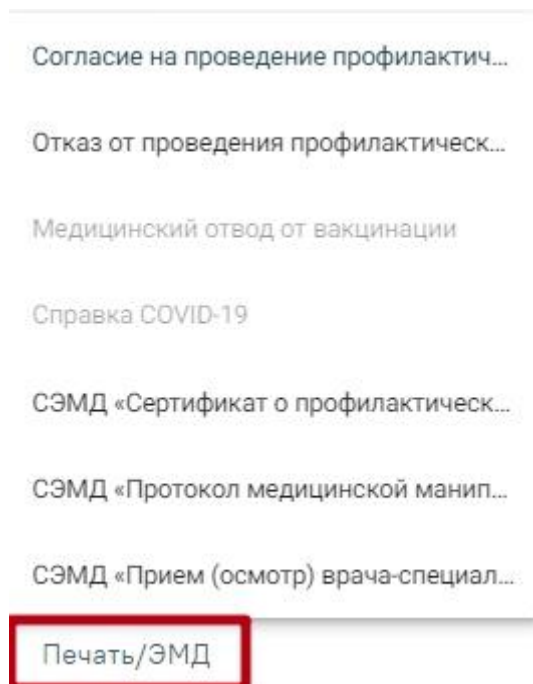 Согласие на проведение профилактич...
Отказ от проведения профилактическ...
Медицинский отвод от вакцинации
Справка COVID-19
СЭМД «Сертификат о профилактическ...
СЭМД «Протокол медицинской манип...
СЭМД «Прием (осмотр) врача-специал...
Печать/ЭМД